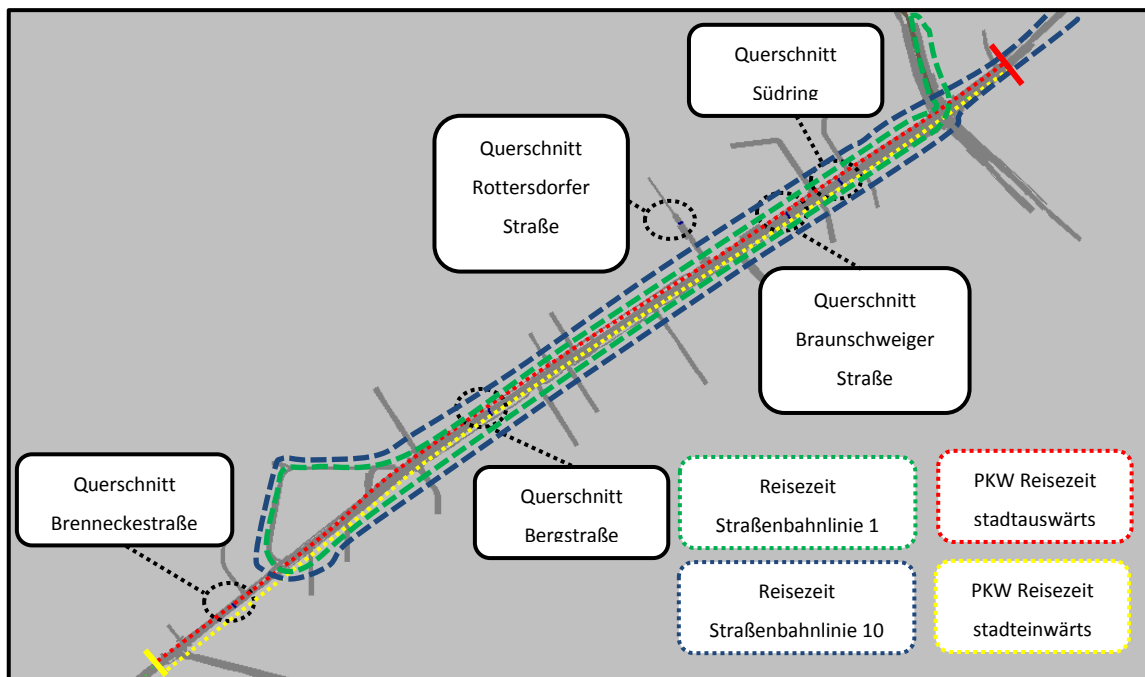 Querschnitt
Südring
Querschnitt
Rottersdorfer
Straße
Querschnitt
Braunschweiger
Straße
Querschnitt
Brenneckestraße
Querschnitt
Bergstraße
Reisezeit
Straßenbahnlinie 1
PKW Reisezeit
stadtauswärts
Reisezeit
Straßenbahnlinie 10
PKW Reisezeit
stadteinwärts